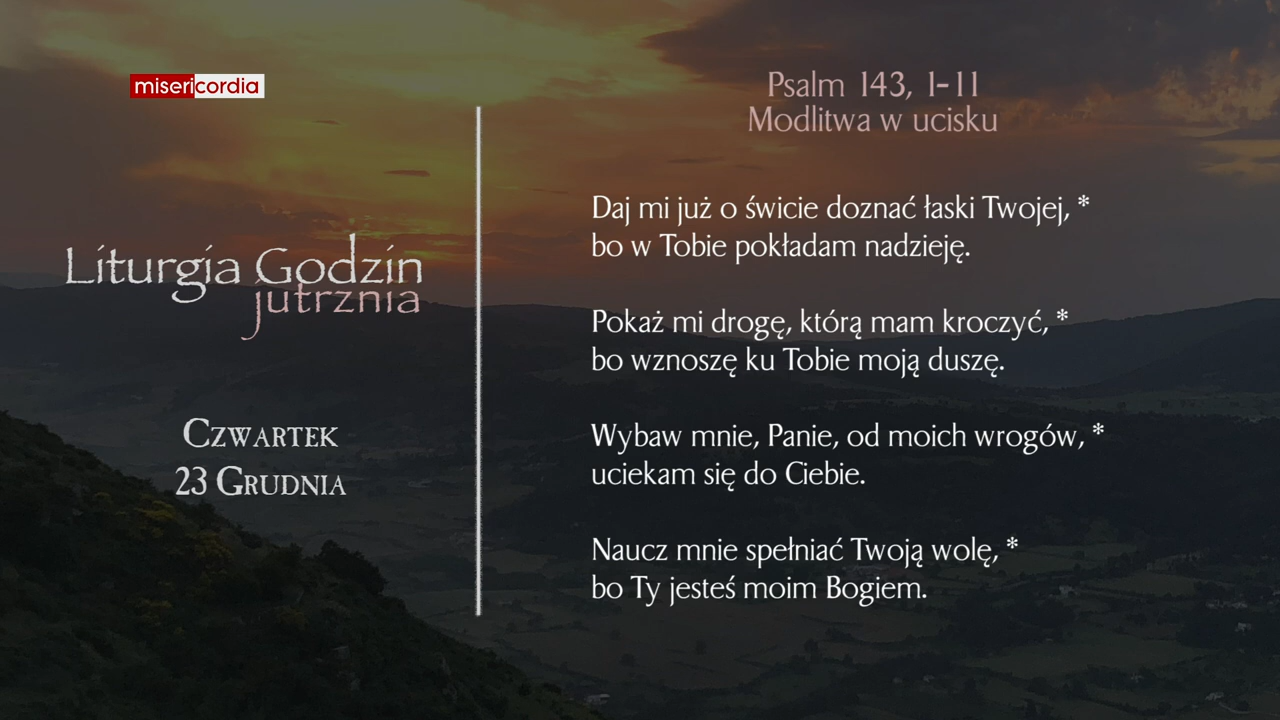 misericordia
Liturgia Godzin
jutrznia
Czwartek
23 Grudnia
Psalm 143, 1-11
Modlitwa w ucisku
Daj mi już o świcie doznać łaski Twojej, *
bo w Tobie pokładam nadzieję.
Pokaż mi drogę, którą mam kroczyć, *
bo wznoszę ku Tobie moją duszę.
Wybaw mnie, Panie, od moich wrogów, *
uciekam się do Ciebie.
Naucz mnie spełniać Twoją wolę, *
bo Ty jesteś moim Bogiem.